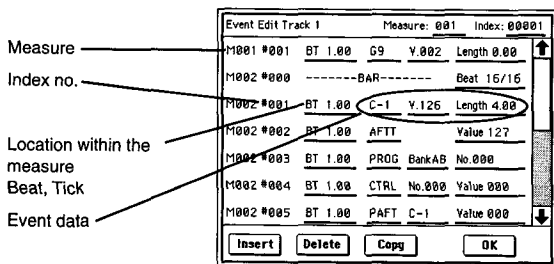 Event Edit Track 1 Measure: 001 Index: 00001
Measure
M001 #001 BT 1.00 G9 V.002 Length 0.00
Index no.
M002 #000 -------BAR------- Beat 16/16
M002 #001 BT 1.00 C-1 V.126 Length 4.00
Location within the
measure
Beat, Tick
M002 #002 BT 1.00 AFTT Value 127
M002 #003 BT 1.00 PROG BankAB No.000
M002 #004 BT 1.00 CTRL No.000 Value 000
Event data
M002 #005 BT 1.00 PAFT C-1 Value 000
Insert Delete Copy OK